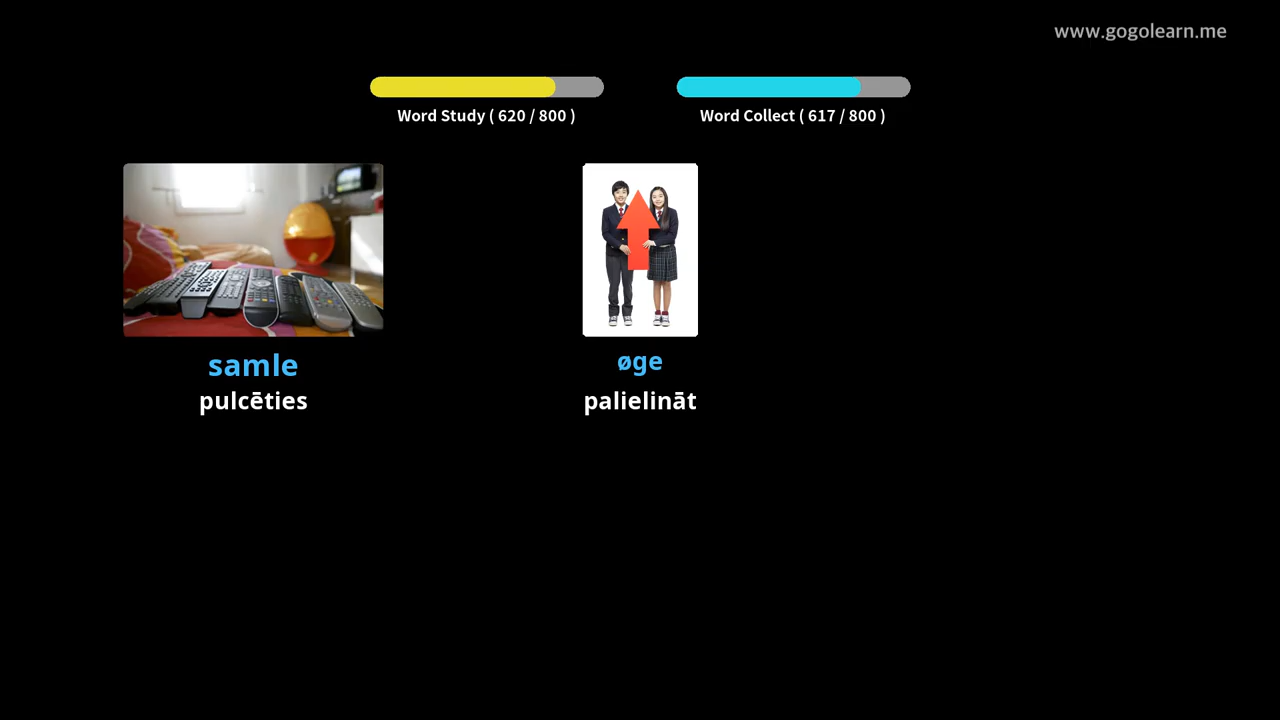 www.gogolearn.me
Word Study ( 620 / 800 )
Word Collect ( 617 / 800 )
samle
pulcēties
øge
palielināt